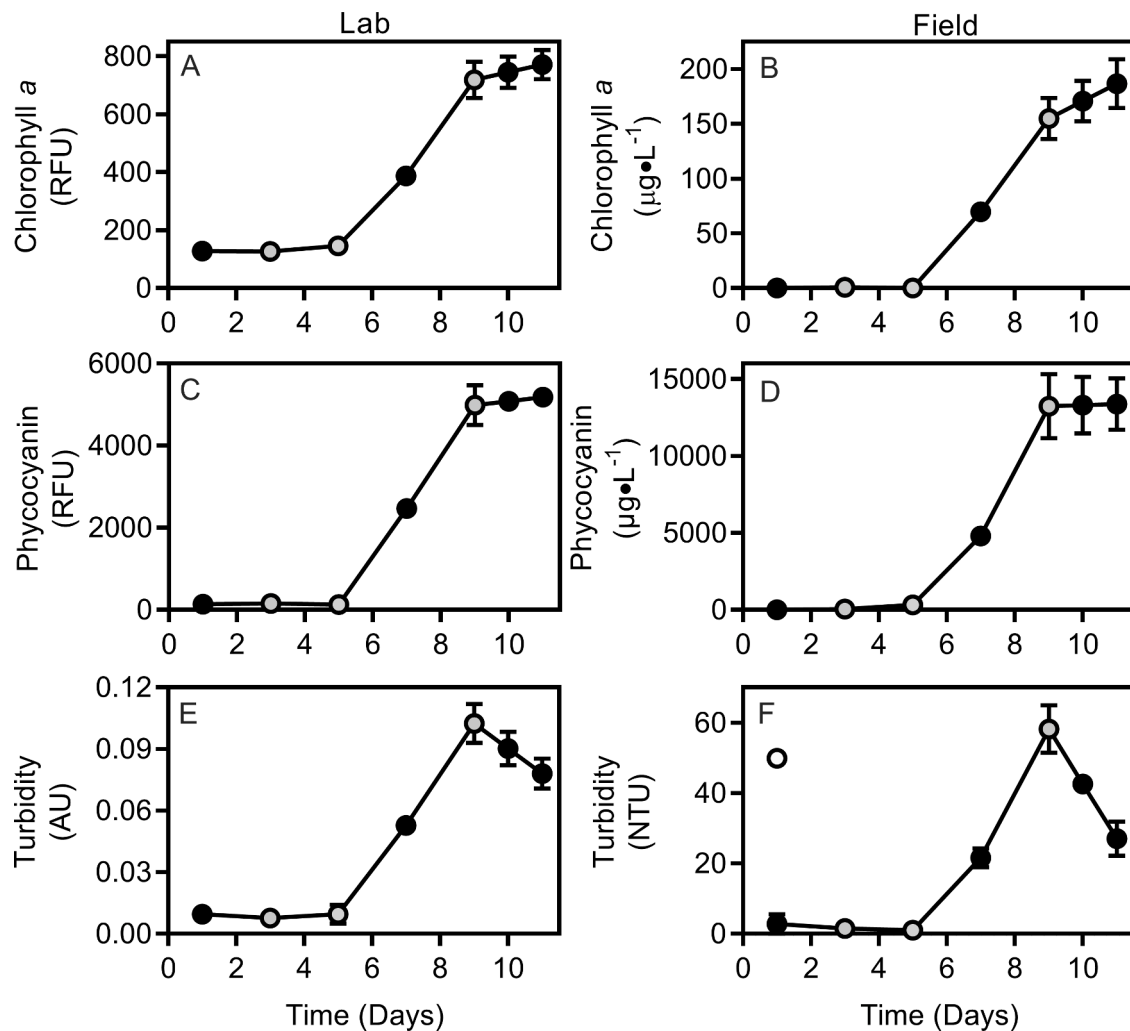 Lab
Field
A
Chlorophyll a
(RFU)
800
600
400
200
0
0 2 4 6 8 10
B
Chlorophyll a
(µg•L-1)
200
150
100
50
0
0 2 4 6 8 10
C
Phycocyanin
(RFU)
6000
4000
2000
0
0 2 4 6 8 10
D
Phycocyanin
(µg•L-1)
15000
10000
5000
0
0 2 4 6 8 10
E
Turbidity
(AU)
0.12
0.09
0.06
0.03
0.00
0 2 4 6 8 10
Time (Days)
F
Turbidity
(NTU)
60
40
20
0
0 2 4 6 8 10
Time (Days)